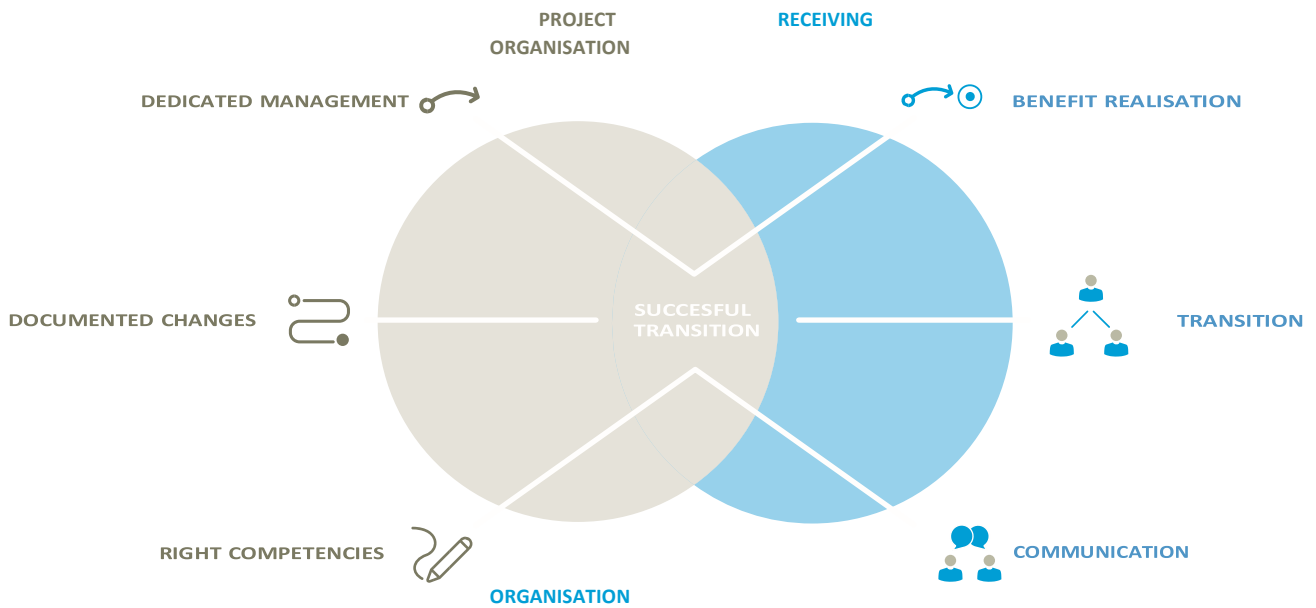 PROJECT
ORGANISATION
RECEIVING
DEDICATED MANAGEMENT
BENEFIT REALISATION
DOCUMENTED CHANGES
SUCCESFUL
TRANSITION
TRANSITION
RIGHT COMPETENCIES
COMMUNICATION
ORGANISATION